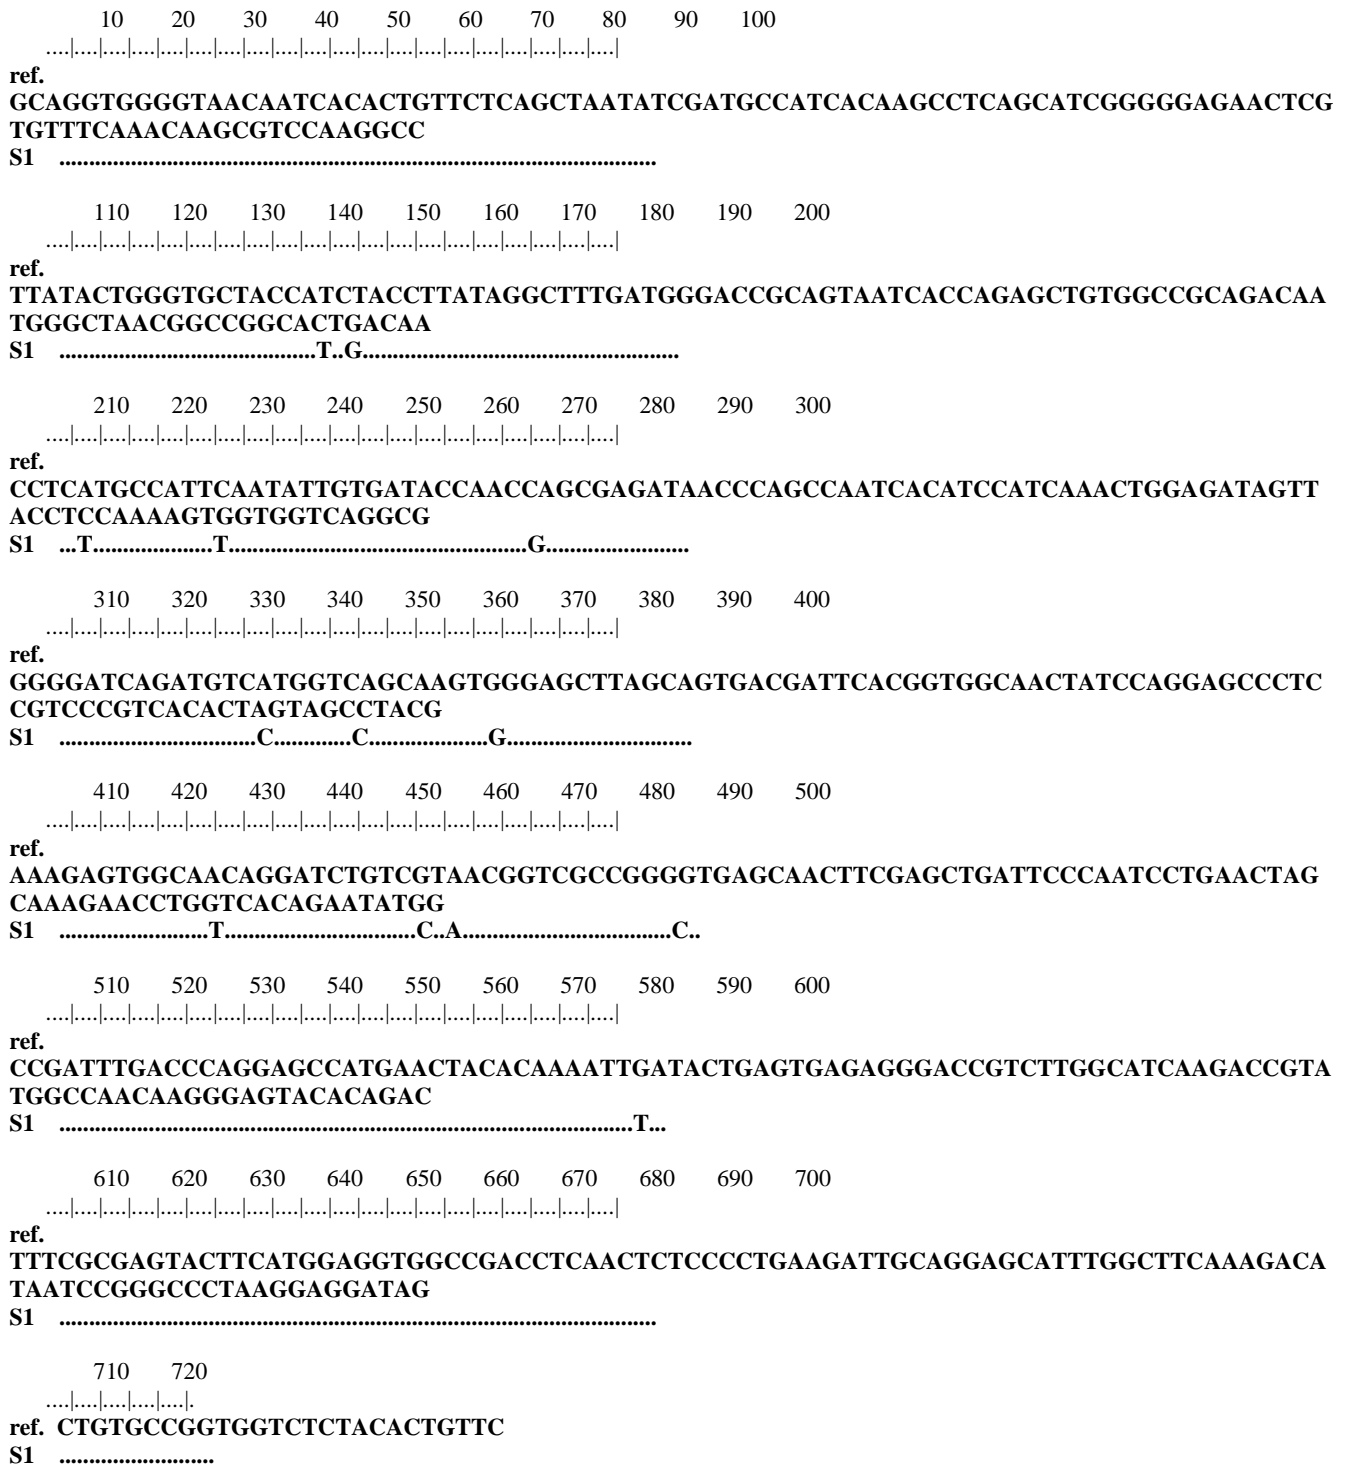 10 20 30 40 50 60 70 80 90 100
....|....|....|....|....|....|....|....|....|....|....|....|....|....|....|....|....|....|....|....|
ref.
GCAGGTGGGGTAACAATCACACTGTTCTCAGCTAATATCGATGCCATCACAAGCCTCAGCATCGGGGGAGAACTCG
TGTTTCAAACAAGCGTCCAAGGCC
S1 ....................................................................................................
110 120 130 140 150 160 170 180 190 200
....|....|....|....|....|....|....|....|....|....|....|....|....|....|....|....|....|....|....|....|
ref.
TTATACTGGGTGCTACCATCTACCTTATAGGCTTTGATGGGACCGCAGTAATCACCAGAGCTGTGGCCGCAGACAA
TGGGCTAACGGCCGGCACTGACAA
S1 ...........................................T..G.....................................................
210 220 230 240 250 260 270 280 290 300
....|....|....|....|....|....|....|....|....|....|....|....|....|....|....|....|....|....|....|....|
ref.
CCTCATGCCATTCAATATTGTGATACCAACCAGCGAGATAACCCAGCCAATCACATCCATCAAACTGGAGATAGTT
ACCTCCAAAAGTGGTGGTCAGGCG
S1 ...T....................T..................................................G........................
310 320 330 340 350 360 370 380 390 400
....|....|....|....|....|....|....|....|....|....|....|....|....|....|....|....|....|....|....|....|
ref.
GGGGATCAGATGTCATGGTCAGCAAGTGGGAGCTTAGCAGTGACGATTCACGGTGGCAACTATCCAGGAGCCCTC
CGTCCCGTCACACTAGTAGCCTACG
S1 .................................C.............C....................G...............................
410 420 430 440 450 460 470 480 490 500
....|....|....|....|....|....|....|....|....|....|....|....|....|....|....|....|....|....|....|....|
ref.
AAAGAGTGGCAACAGGATCTGTCGTAACGGTCGCCGGGGTGAGCAACTTCGAGCTGATTCCCAATCCTGAACTAG
CAAAGAACCTGGTCACAGAATATGG
S1 .........................T................................C..A...................................C..
510 520 530 540 550 560 570 580 590 600
....|....|....|....|....|....|....|....|....|....|....|....|....|....|....|....|....|....|....|....|
ref.
CCGATTTGACCCAGGAGCCATGAACTACACAAAATTGATACTGAGTGAGAGGGACCGTCTTGGCATCAAGACCGTA
TGGCCAACAAGGGAGTACACAGAC
S1 ................................................................................................T...
610 620 630 640 650 660 670 680 690 700
....|....|....|....|....|....|....|....|....|....|....|....|....|....|....|....|....|....|....|....|
ref.
TTTCGCGAGTACTTCATGGAGGTGGCCGACCTCAACTCTCCCCTGAAGATTGCAGGAGCATTTGGCTTCAAAGACA
TAATCCGGGCCCTAAGGAGGATAG
S1 ....................................................................................................
710 720
....|....|....|....|....|.
ref. CTGTGCCGGTGGTCTCTACACTGTTC
S1 ..........................